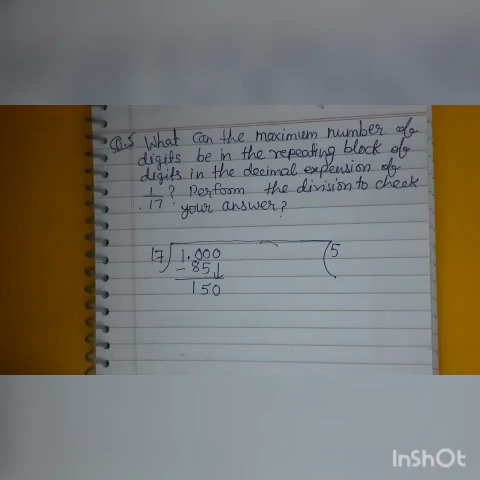 Q.5 What can the maximum number of
digits be in the repeating block of
digits in the decimal expension of
1/17 ? Perform the division to check
your answer?
17 1.000 5
- 85↓
150
InShOt